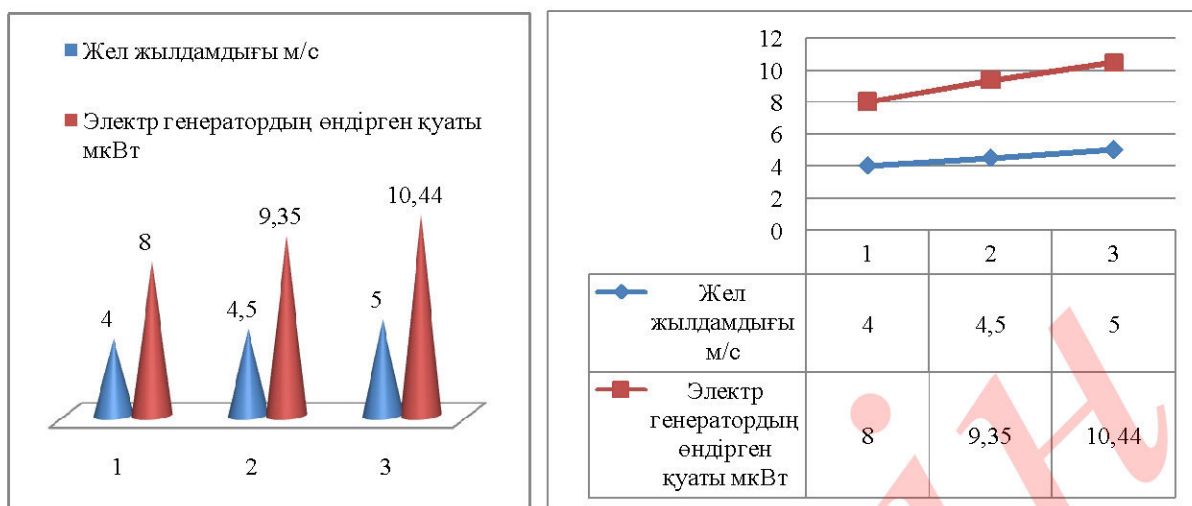 Жел жылдамдығы м/с
Электр генератордың өндірген қуаты
мкВт
4
8
4,5
9,35
5
10,44
1
2
3
12
10
8
6
4
2
0
1 2 3
Жел
жылдамдығы
м/с
4 4,5 5
Электр
генератордың
өндірген
қуаты мкВт
8 9,35 10,44